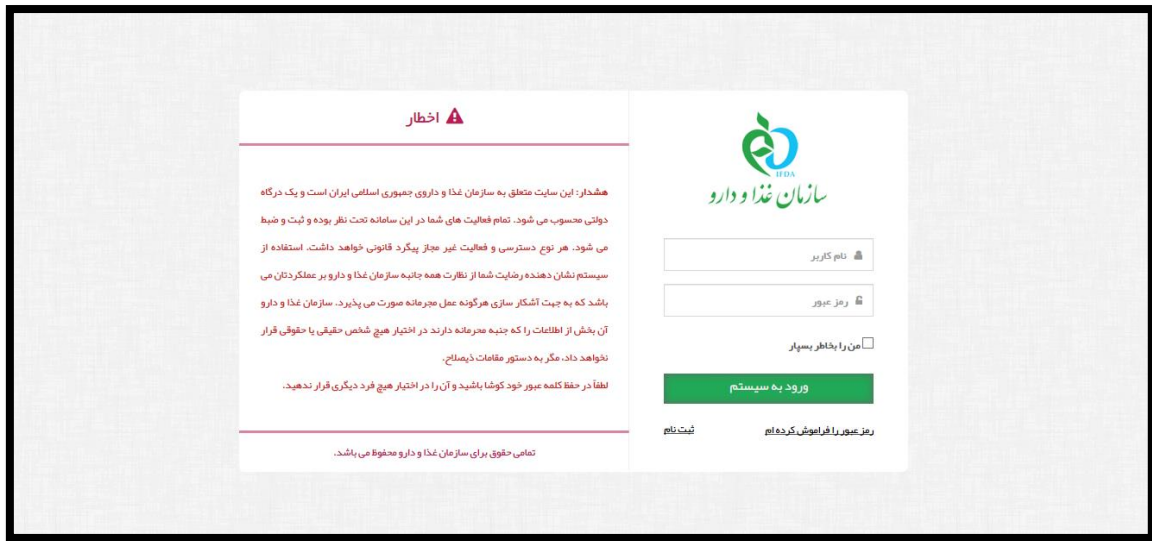 IFDA
سازمان غذا و دارو
نام کاربر
رمز عبور
من را بخاطر بسپار
ورود به سیستم
رمز عبور را فراموش کرده ام
ثبت نام
اخطار
هشدار: این سایت متعلق به سازمان غذا و داروی جمهوری اسلامی ایران است و یک درگاه
دولتی محسوب می شود. تمام فعالیت های شما در این سامانه تحت نظر بوده و ثبت و ضبط
می شود. هر نوع دسترسی و فعالیت غیر مجاز پیگرد قانونی خواهد داشت. استفاده از
سیستم نشان دهنده رضایت شما از نظارت همه جانبه سازمان غذا و دارو بر عملکردتان می
باشد که به جهت آشکار سازی هرگونه عمل مجرمانه صورت می پذیرد. سازمان غذا و دارو
آن بخش از اطلاعات را که جنبه محرمانه دارند در اختیار هیچ شخص حقیقی یا حقوقی قرار
نخواهد داد، مگر به دستور مقامات ذیصلاح.
لطفاً در حفظ کلمه عبور خود کوشا باشید و آن را در اختیار هیچ فرد دیگری قرار ندهید.
تمامی حقوق برای سازمان غذا و دارو محفوظ می باشد.